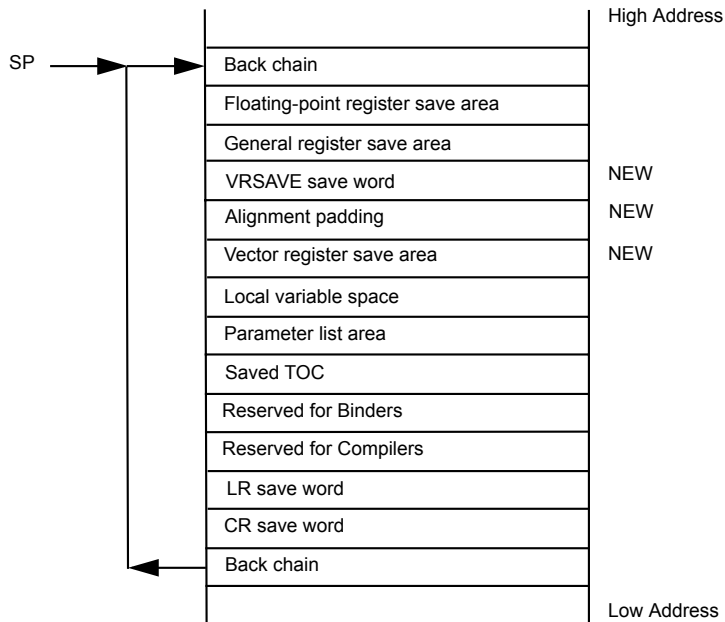 High Address
SP
Back chain
Floating-point register save area
General register save area
VRSAVE save word
NEW
Alignment padding
NEW
Vector register save area
NEW
Local variable space
Parameter list area
Saved TOC
Reserved for Binders
Reserved for Compilers
LR save word
CR save word
Back chain
Low Address